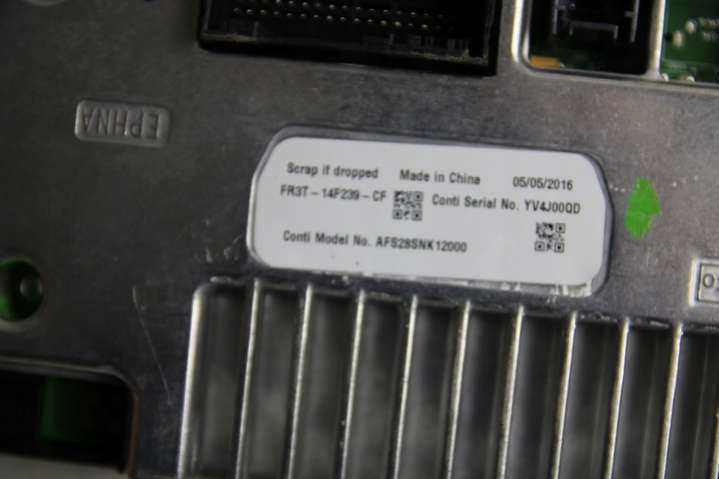 EPHNA
Scrap if dropped Made in China 05/05/2016
FR3T-14F239-CF Conti Serial No. YV4J00QD
Conti Model No. AFS28SNK12000